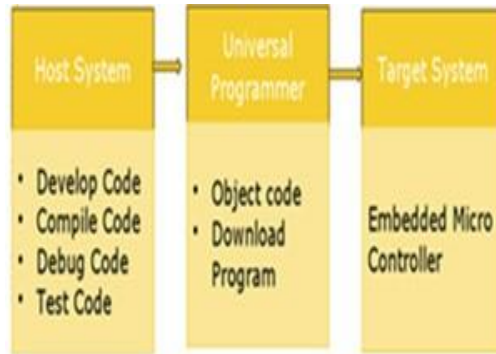 Host System
• Develop Code
• Compile Code
• Debug Code
• Test Code
Universal
Programmer
• Object code
• Download
Program
Target System
Embedded Micro
Controller